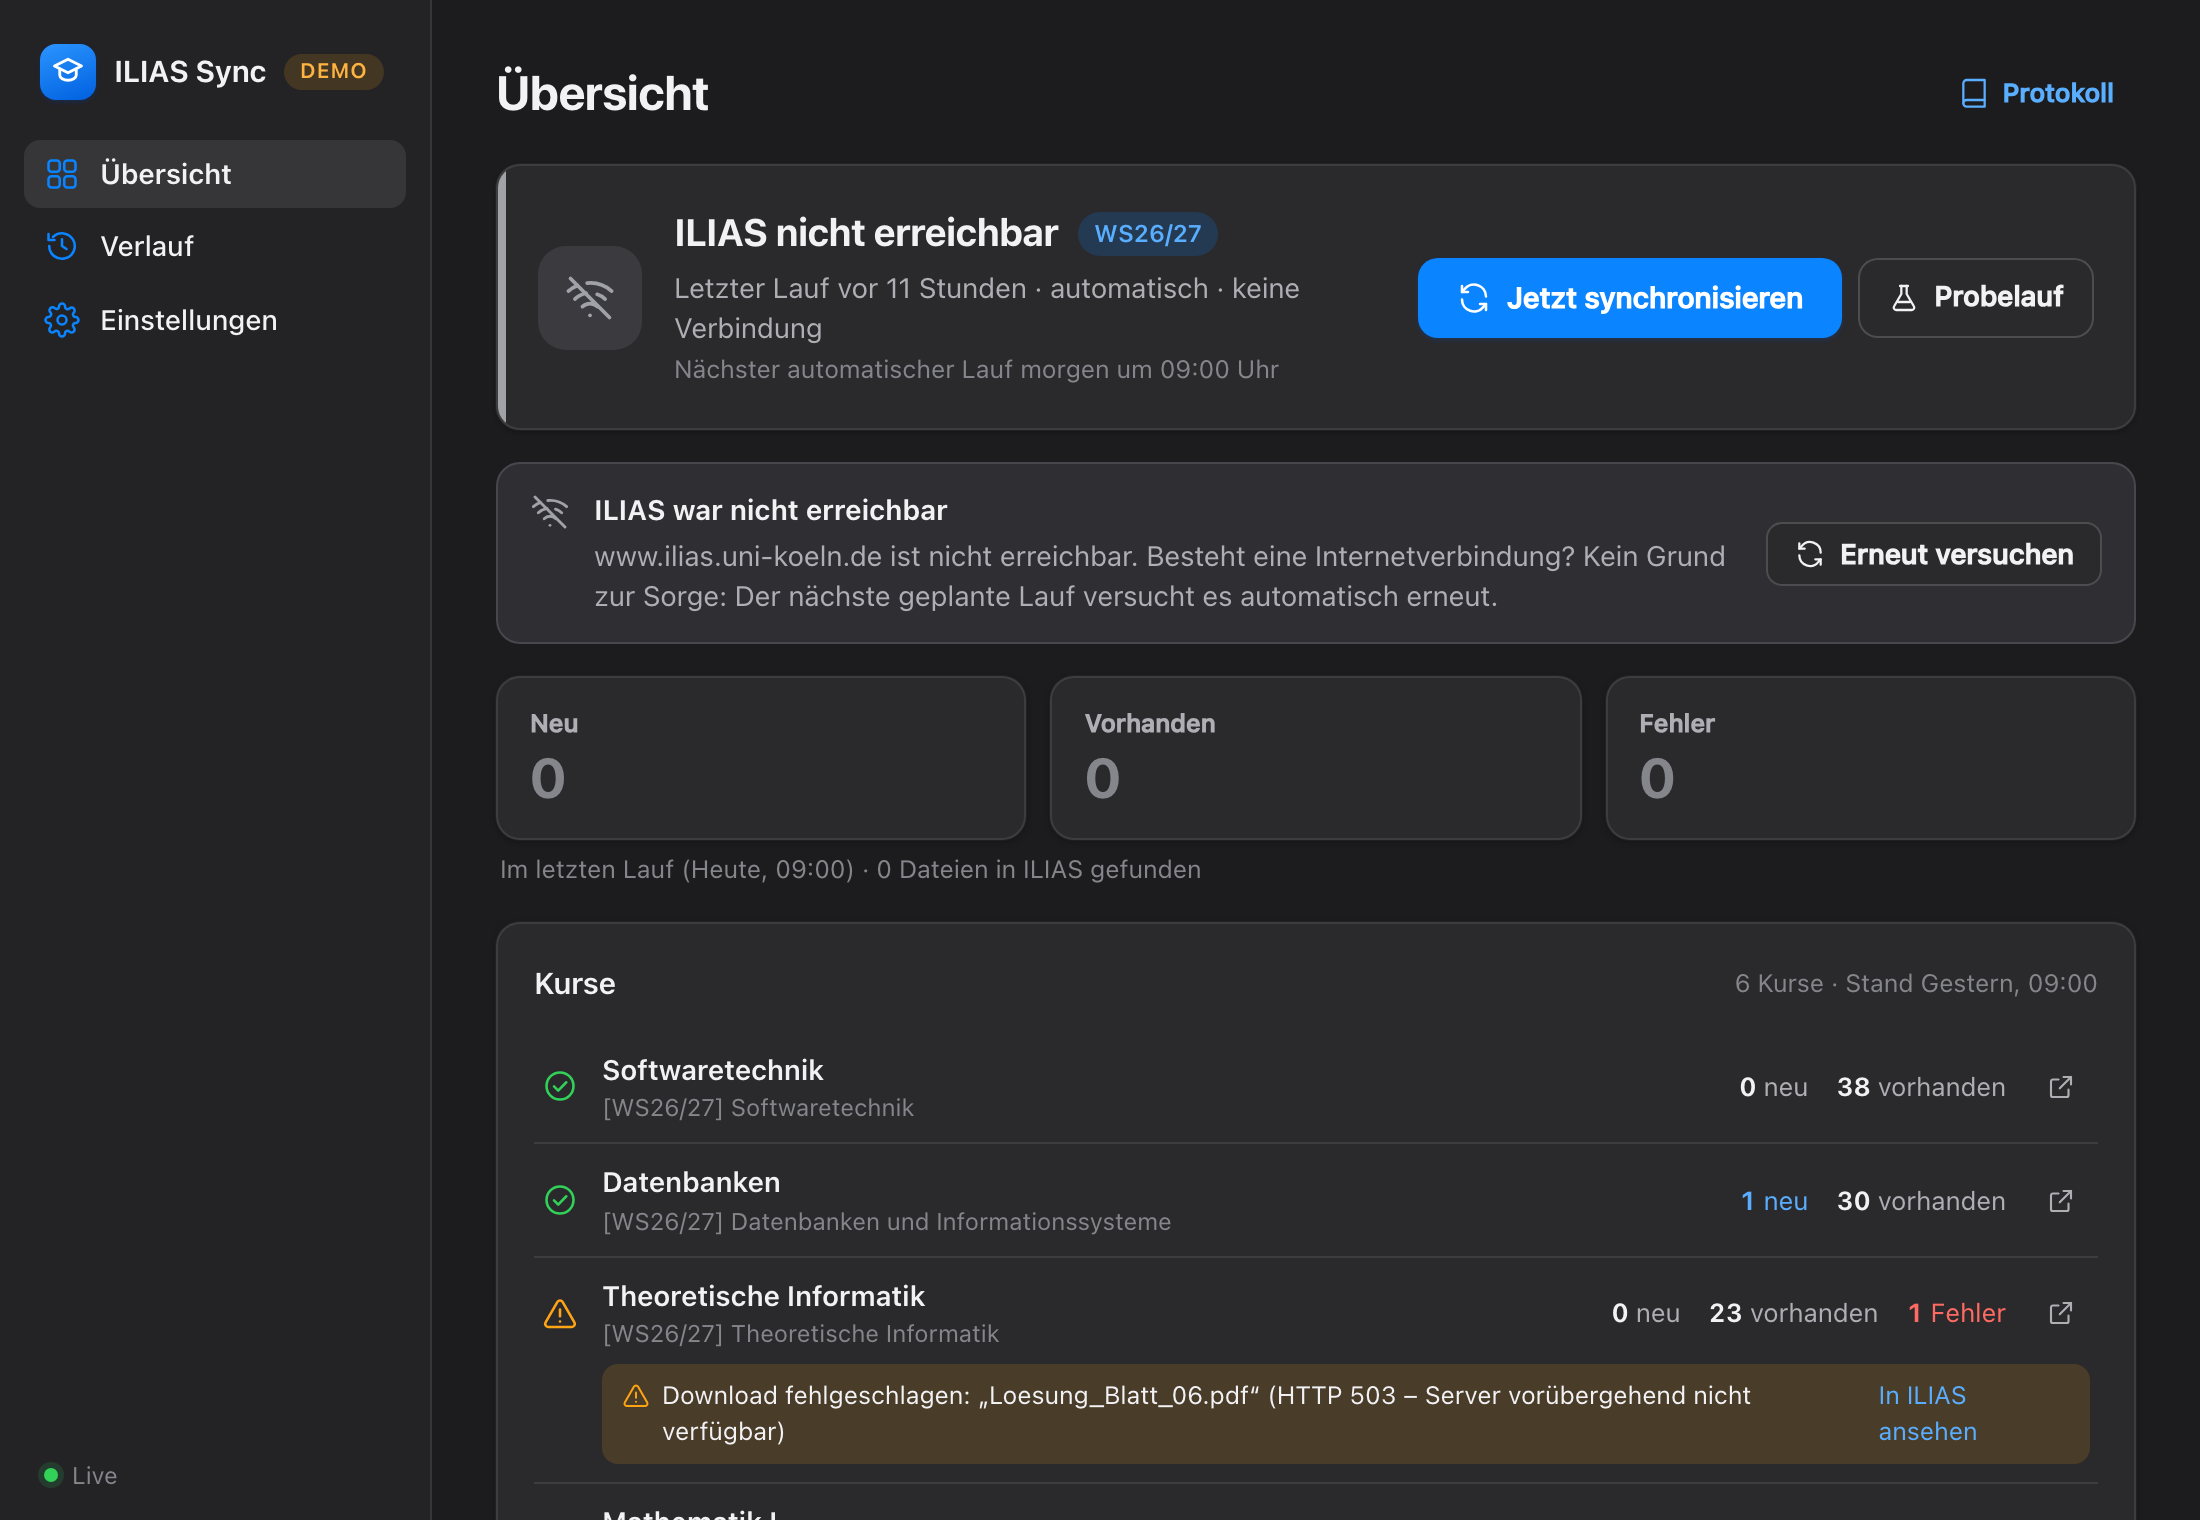 ILIAS Sync DEMO
Übersicht
Verlauf
Einstellungen
Live
Übersicht
Protokoll
ILIAS nicht erreichbar WS26/27
Letzter Lauf vor 11 Stunden · automatisch · keine
Verbindung
Nächster automatischer Lauf morgen um 09:00 Uhr
Jetzt synchronisieren
Probelauf
ILIAS war nicht erreichbar
www.ilias.uni-koeln.de ist nicht erreichbar. Besteht eine Internetverbindung? Kein Grund
zur Sorge: Der nächste geplante Lauf versucht es automatisch erneut.
Erneut versuchen
Neu
0
Vorhanden
0
Fehler
0
Im letzten Lauf (Heute, 09:00) · 0 Dateien in ILIAS gefunden
Kurse
6 Kurse · Stand Gestern, 09:00
Softwaretechnik
[WS26/27] Softwaretechnik
0 neu 38 vorhanden
Datenbanken
[WS26/27] Datenbanken und Informationssysteme
1 neu 30 vorhanden
Theoretische Informatik
[WS26/27] Theoretische Informatik
0 neu 23 vorhanden 1 Fehler
Download fehlgeschlagen: „Loesung_Blatt_06.pdf“ (HTTP 503 – Server vorübergehend nicht
verfügbar)
In ILIAS
ansehen
Mathematik I